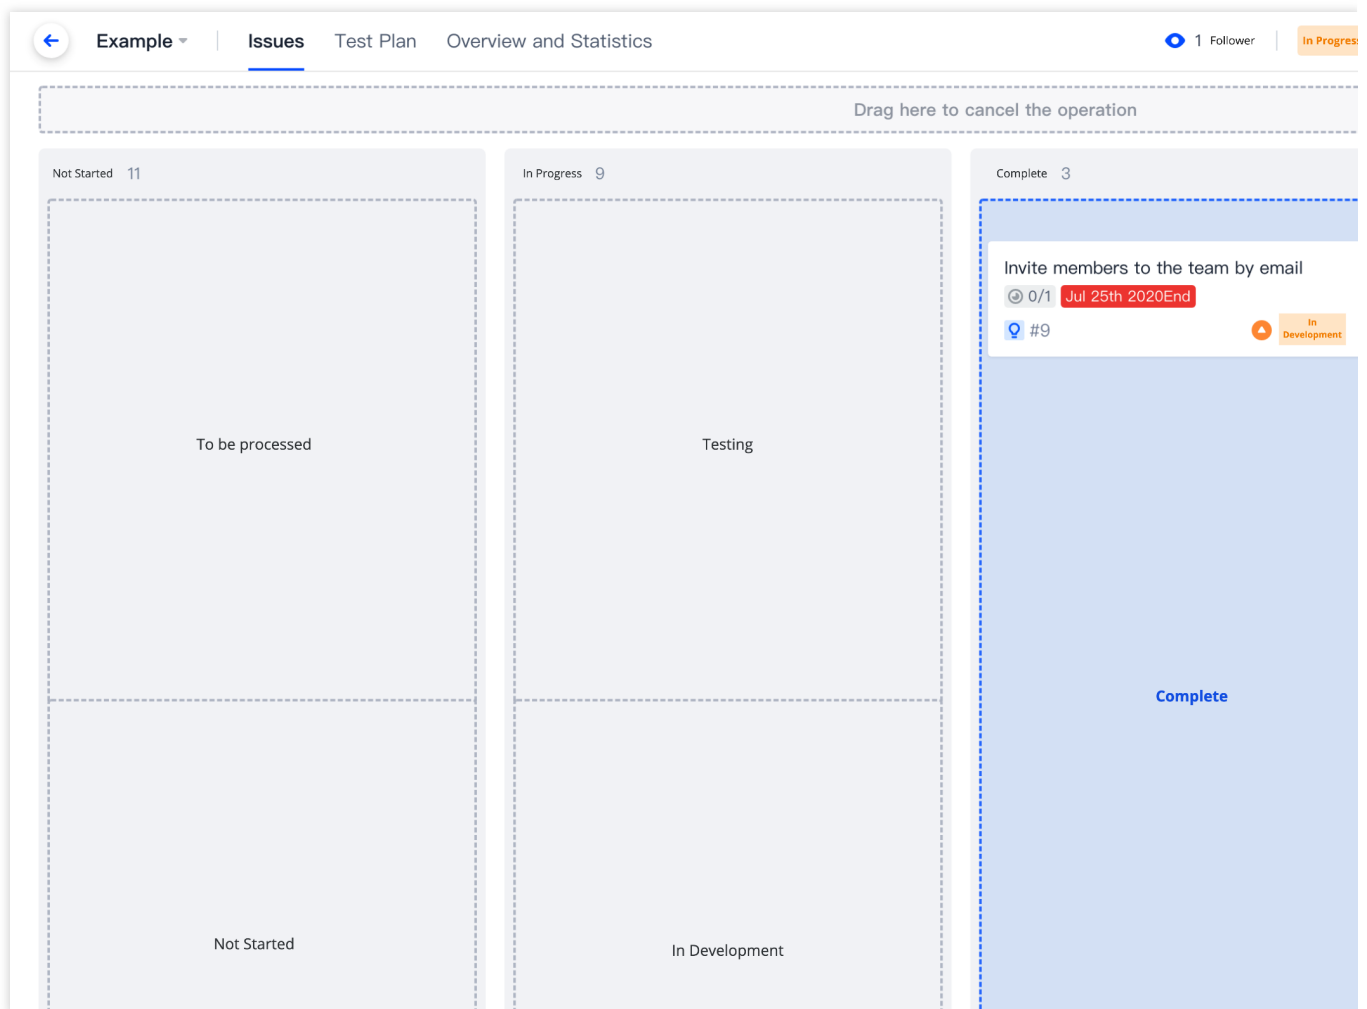 Example Issues Test Plan Overview and Statistics 1 Follower In Progress
Drag here to cancel the operation
Not Started 11
In Progress 9
Complete 3
Invite members to the team by email
0/1 Jul 25th 2020End
#9 In Development
To be processed
Testing
Complete
Not Started
In Development